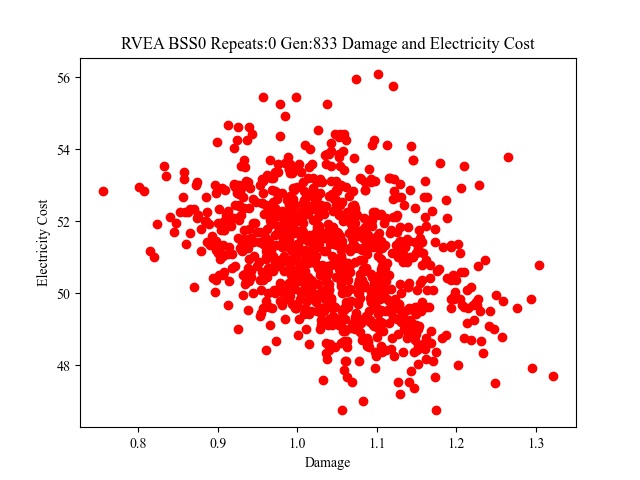 RVEA BSS0 Repeats:0 Gen:833 Damage and Electricity Cost
56
54
52
50
48
Electricity Cost
0.8 0.9 1.0 1.1 1.2 1.3
Damage